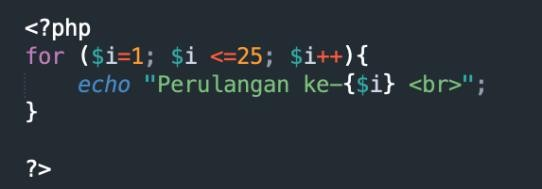 <?php
for ($i=1; $i <=25; $i++){
    echo "Perulangan ke-{$i} <br>";
}
?>